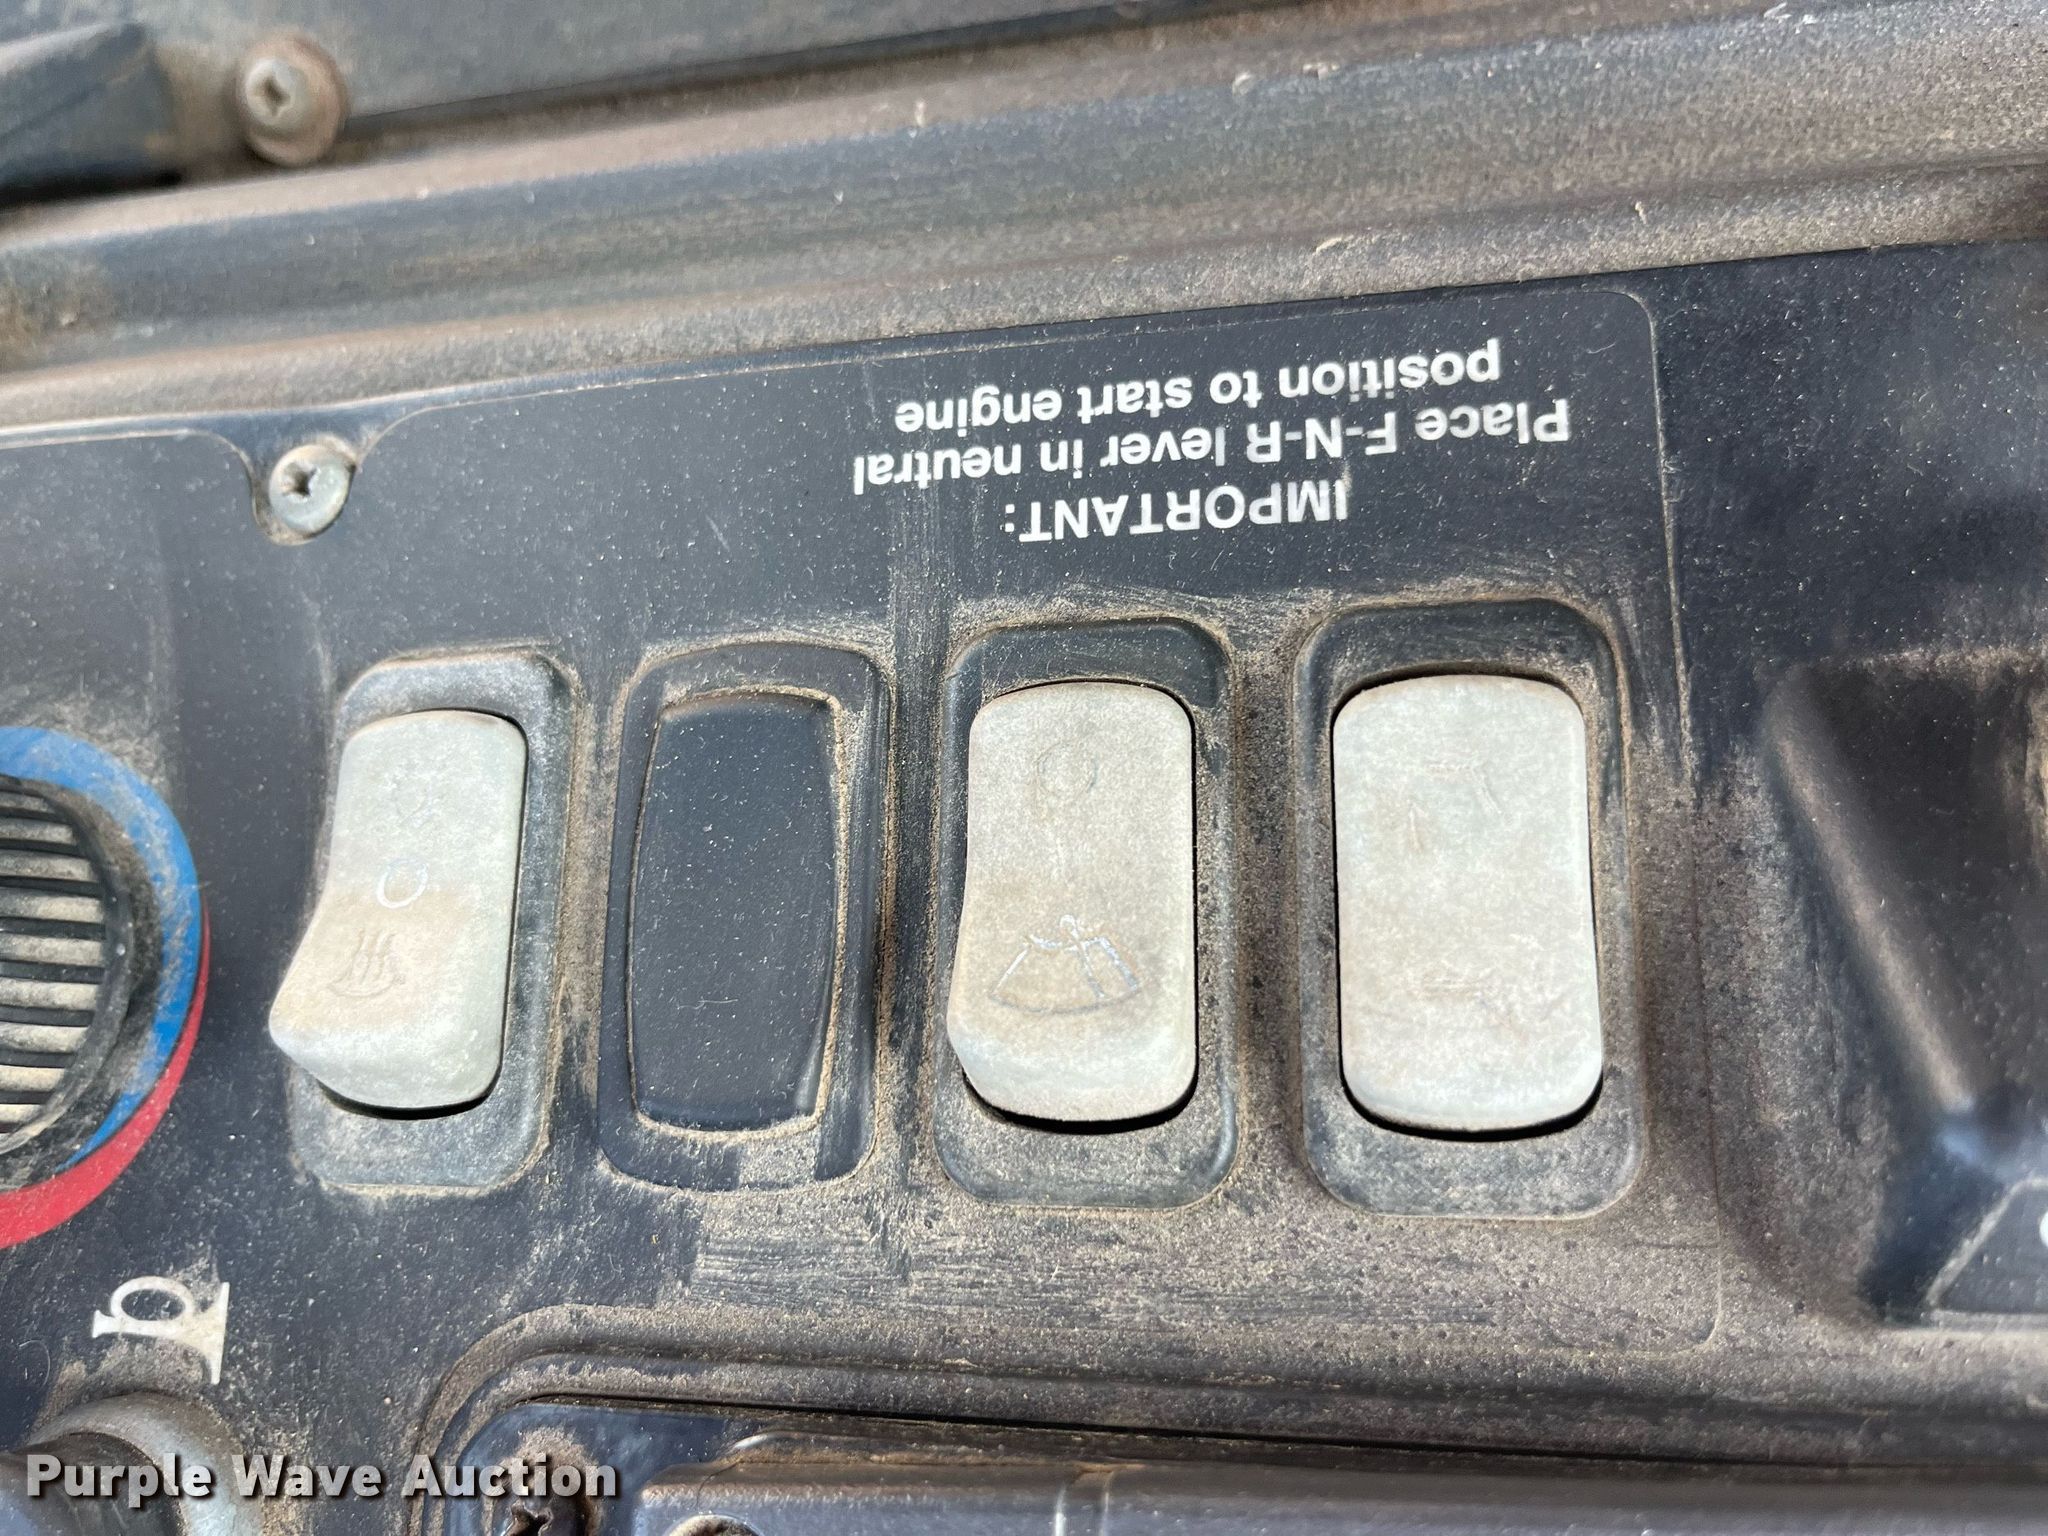 IMPORTANT:
Place F-N-R lever in neutral
position to start engine
Purple Wave Auction